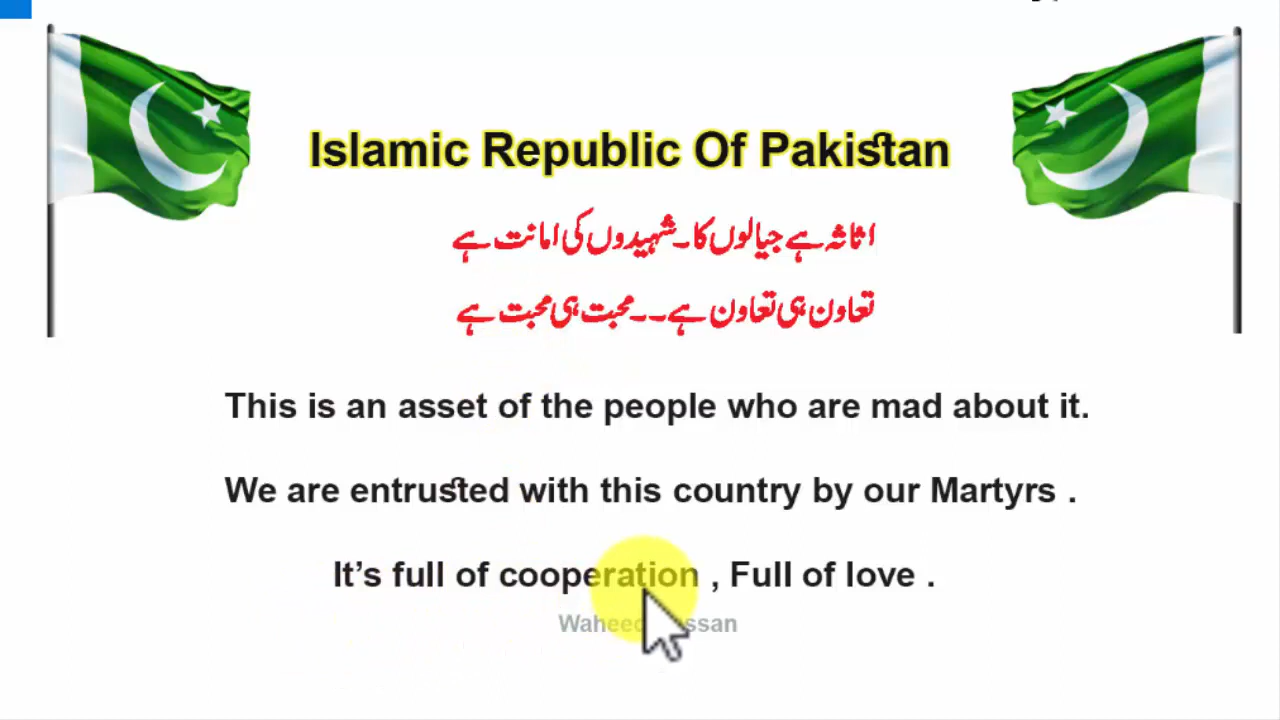 Islamic Republic Of Pakistan
اثاثہ ہے جیالوں کا۔ شہیدوں کی امانت ہے
تعاون ہی تعاون ہے۔۔ محبت ہی محبت ہے
This is an asset of the people who are mad about it.
We are entrusted with this country by our Martyrs .
It’s full of cooperation , Full of love .